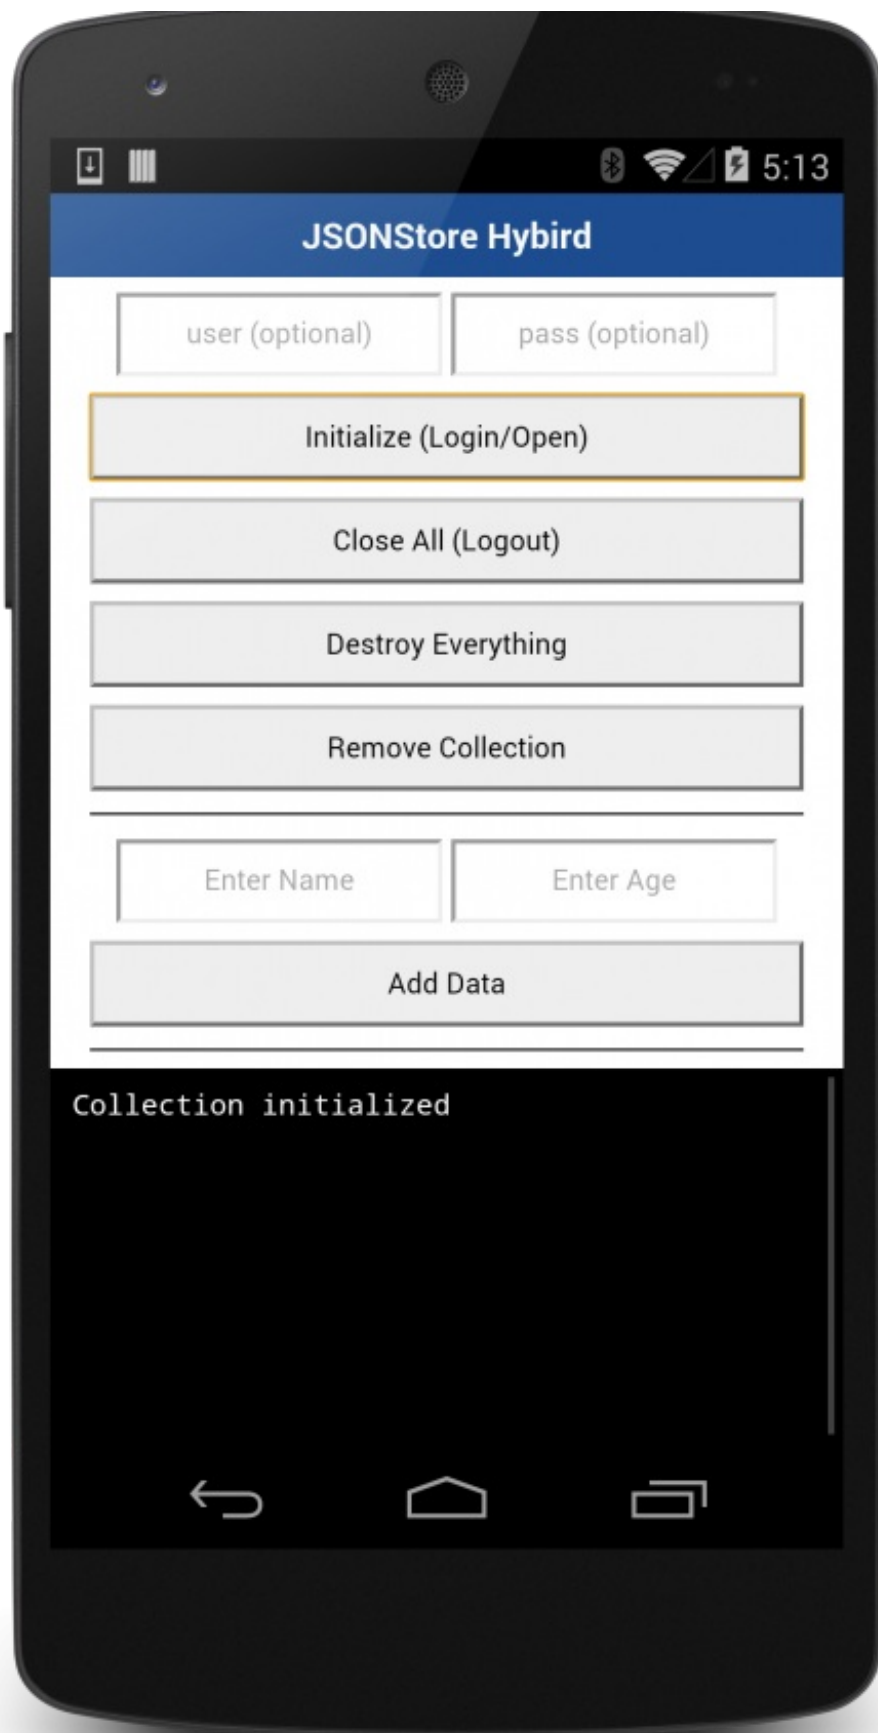 5:13
JSONStore Hybird
user (optional) pass (optional)
Initialize (Login/Open)
Close All (Logout)
Destroy Everything
Remove Collection
Enter Name Enter Age
Add Data
Collection initialized